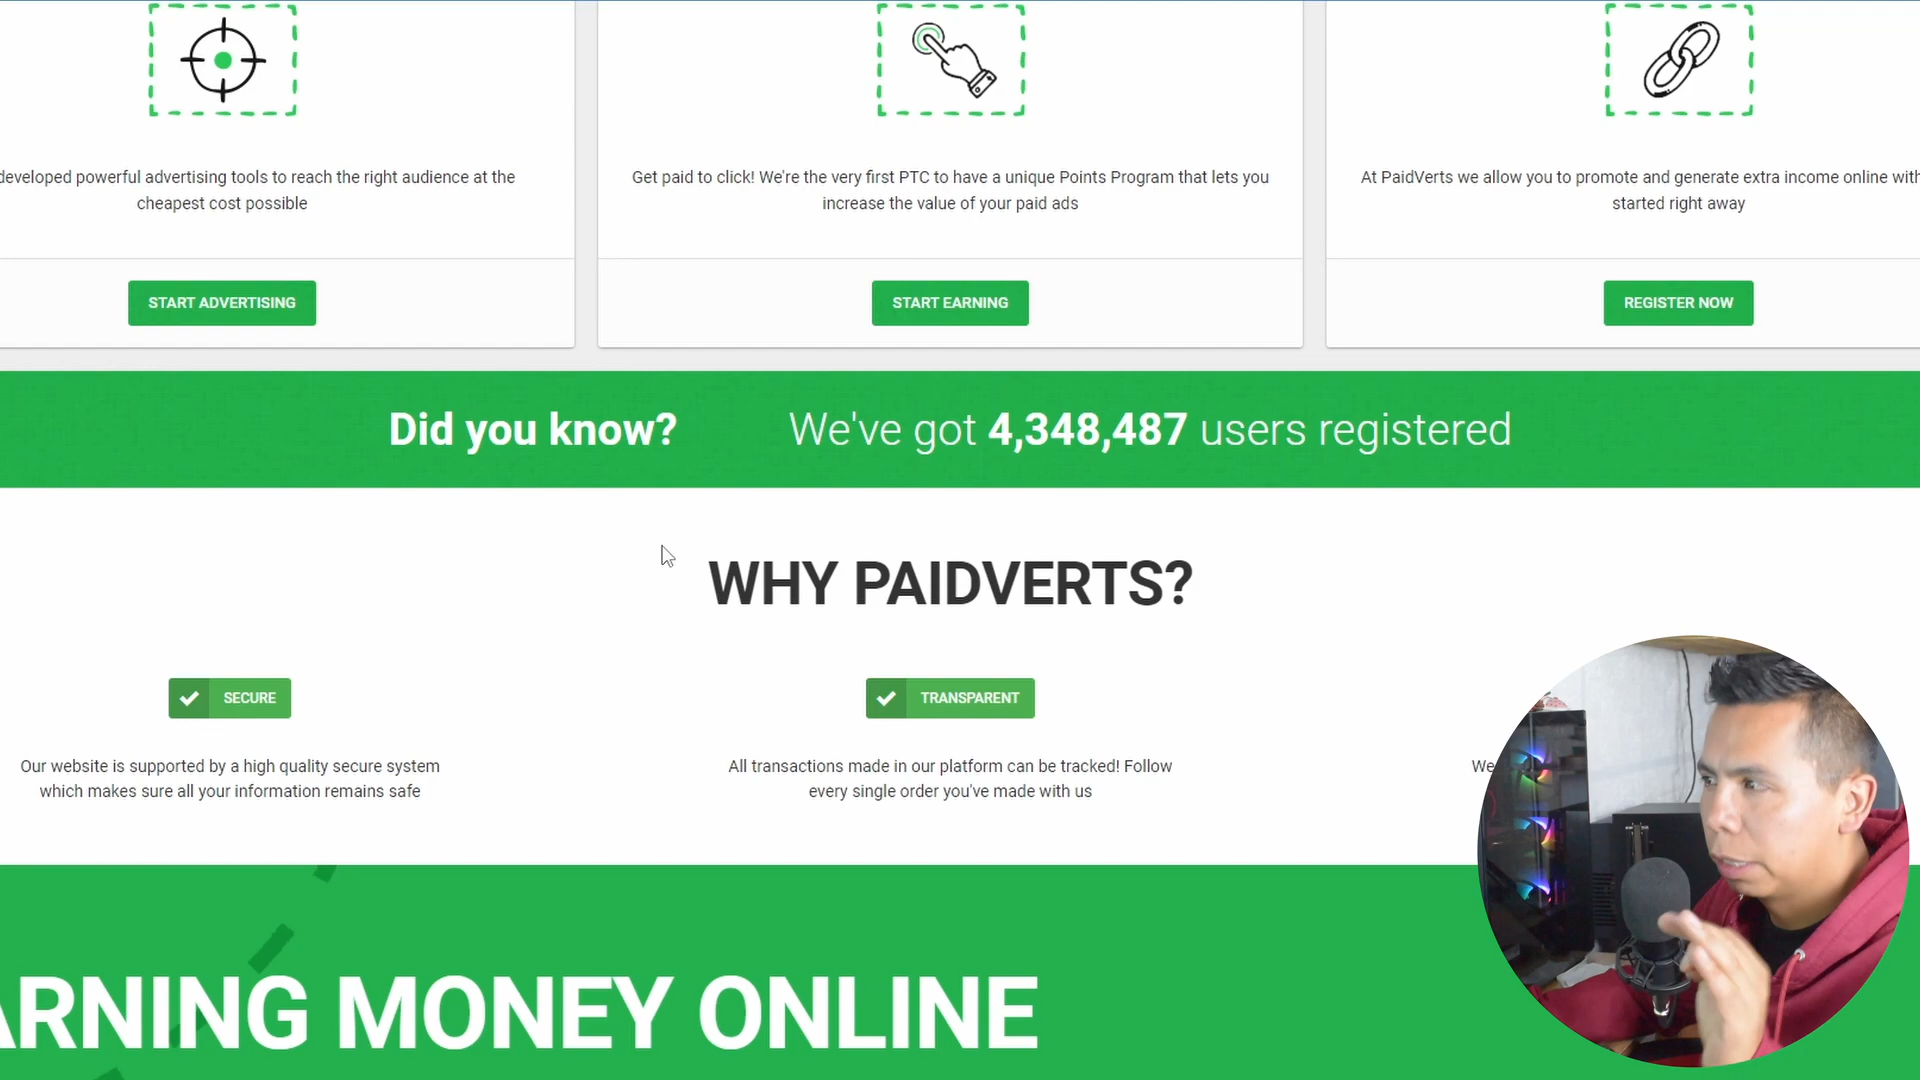 developed powerful advertising tools to reach the right audience at the
cheapest cost possible
START ADVERTISING
Get paid to click! We're the very first PTC to have a unique Points Program that lets you
increase the value of your paid ads
START EARNING
At PaidVerts we allow you to promote and generate extra income online with
started right away
REGISTER NOW
Did you know?
We've got 4,348,487 users registered
WHY PAIDVERTS?
SECURE
Our website is supported by a high quality secure system
which makes sure all your information remains safe
TRANSPARENT
All transactions made in our platform can be tracked! Follow
every single order you've made with us
We
ARNING MONEY ONLINE